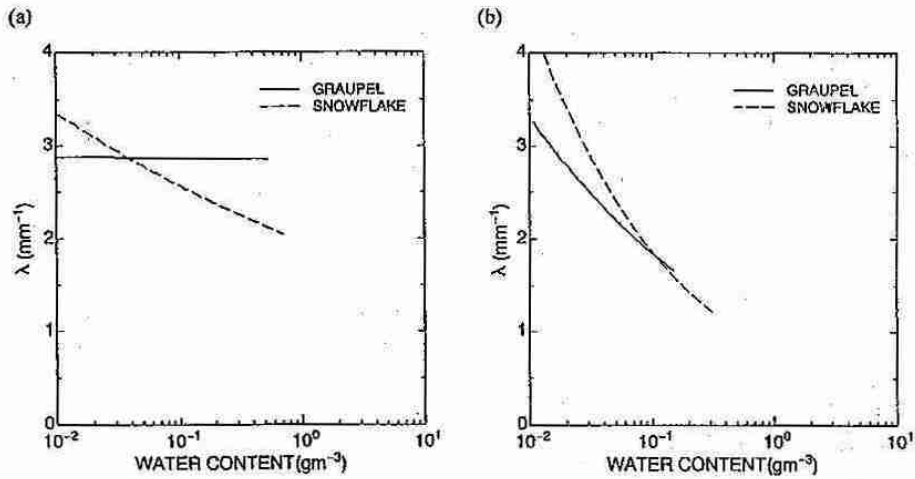 (a)
4
3
2
1
0
λ (mm⁻¹)
GRAUPEL
SNOWFLAKE
10⁻² 10⁻¹ 10⁰ 10¹
WATER CONTENT(gm⁻³)
(b)
4
3
2
1
0
λ (mm⁻¹)
GRAUPEL
SNOWFLAKE
10⁻² 10⁻¹ 10⁰ 10¹
WATER CONTENT(gm⁻³)